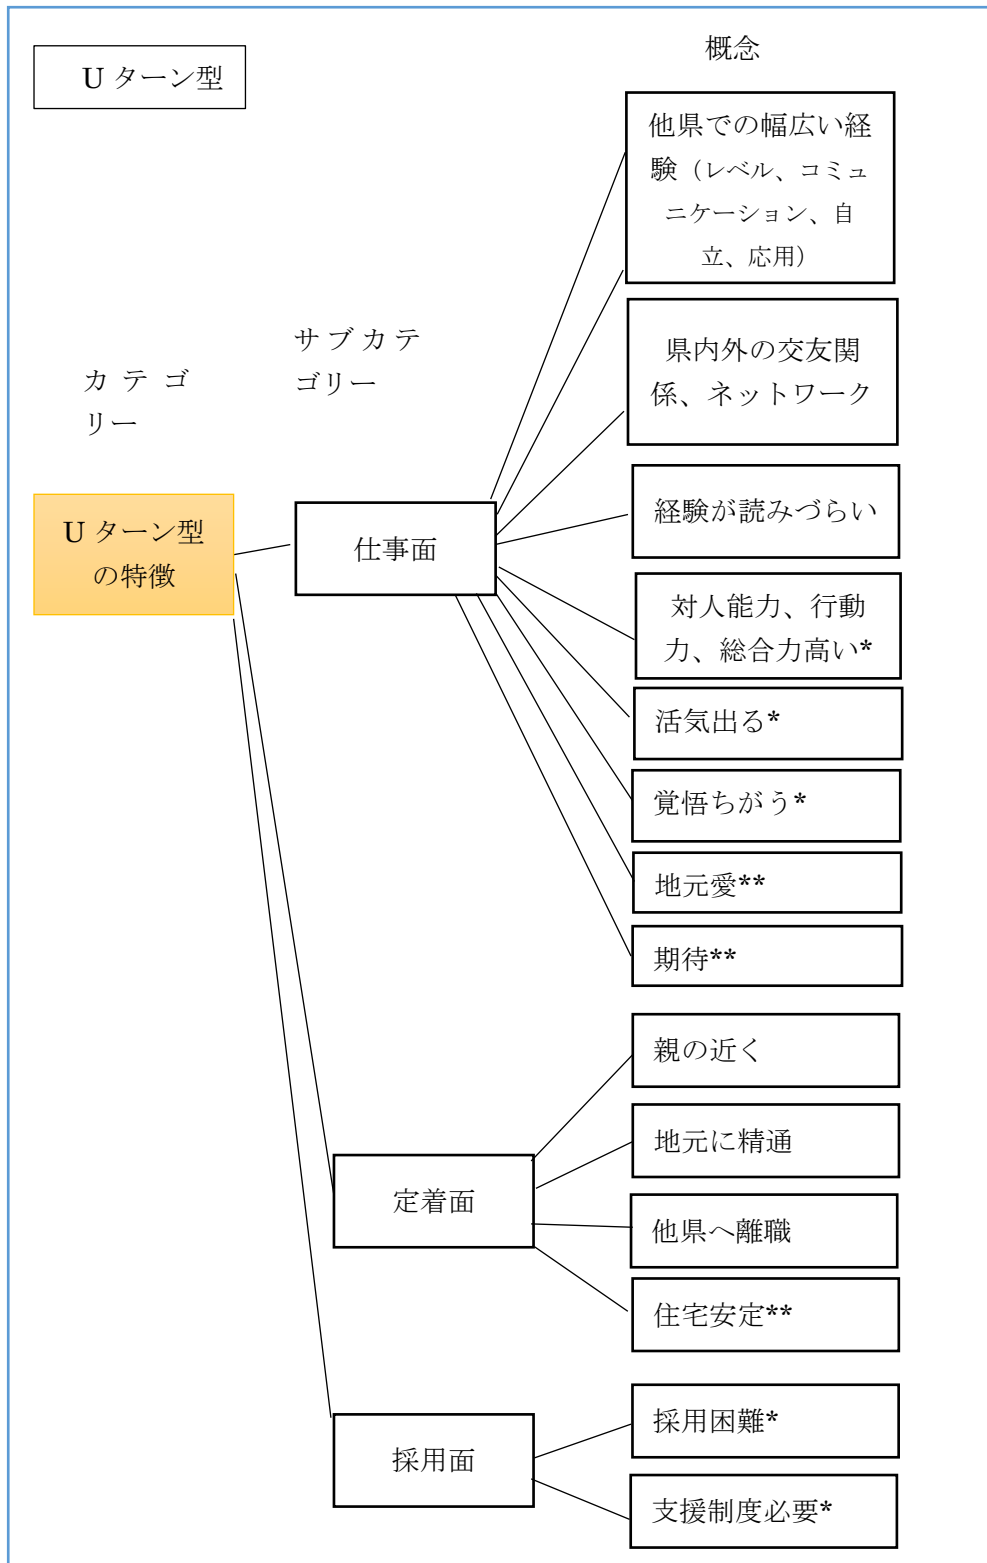 U ターン型
概念
他県での幅広い経
験（レベル、コミュ
ニケーション、自
立、応用）
県内外の交友関
係、ネットワーク
サブカテ
ゴリー
カテゴ
リー
経験が読みづらい
U ターン型
の特徴
仕事面
対人能力、行動
力、総合力高い*
活気出る*
覚悟ちがう*
地元愛**
期待**
親の近く
地元に精通
定着面
他県へ離職
住宅安定**
採用困難*
採用面
支援制度必要*